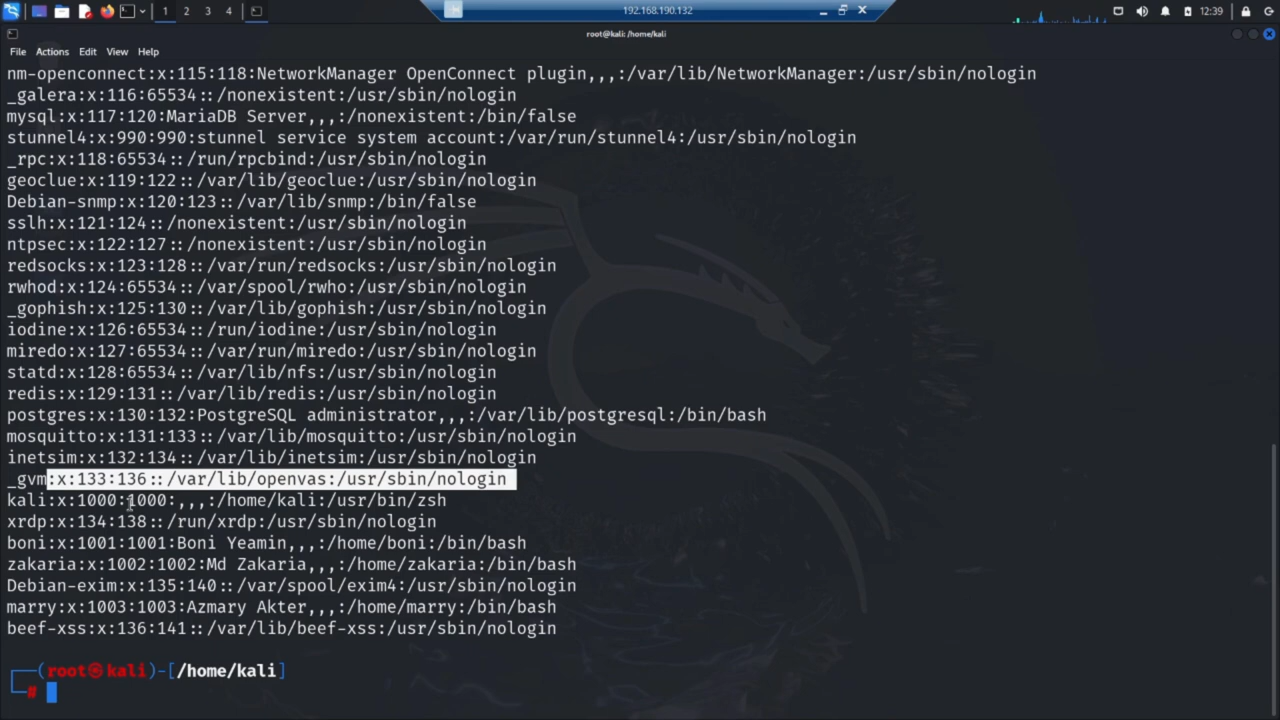 1 2 3 4
192.168.190.132
12:39
root@kali: /home/kali
File Actions Edit View Help
nm-openconnect:x:115:118:NetworkManager OpenConnect plugin,,,:/var/lib/NetworkManager:/usr/sbin/nologin
_galera:x:116:65534::/nonexistent:/usr/sbin/nologin
mysql:x:117:120:MariaDB Server,,,:/nonexistent:/bin/false
stunnel4:x:990:990:stunnel service system account:/var/run/stunnel4:/usr/sbin/nologin
_rpc:x:118:65534::/run/rpcbind:/usr/sbin/nologin
geoclue:x:119:122::/var/lib/geoclue:/usr/sbin/nologin
Debian-snmp:x:120:123::/var/lib/snmp:/bin/false
sslh:x:121:124::/nonexistent:/usr/sbin/nologin
ntpsec:x:122:127::/nonexistent:/usr/sbin/nologin
redsocks:x:123:128::/var/run/redsocks:/usr/sbin/nologin
rwhod:x:124:65534::/var/spool/rwho:/usr/sbin/nologin
_gophish:x:125:130::/var/lib/gophish:/usr/sbin/nologin
iodine:x:126:65534::/run/iodine:/usr/sbin/nologin
miredo:x:127:65534::/var/run/miredo:/usr/sbin/nologin
statd:x:128:65534::/var/lib/nfs:/usr/sbin/nologin
redis:x:129:131::/var/lib/redis:/usr/sbin/nologin
postgres:x:130:132:PostgreSQL administrator,,,:/var/lib/postgresql:/bin/bash
mosquitto:x:131:133::/var/lib/mosquitto:/usr/sbin/nologin
inetsim:x:132:134::/var/lib/inetsim:/usr/sbin/nologin
_gvm:x:133:136::/var/lib/openvas:/usr/sbin/nologin
kali:x:1000:1000:,,,:/home/kali:/usr/bin/zsh
xrdp:x:134:138::/run/xrdp:/usr/sbin/nologin
boni:x:1001:1001:Boni Yeamin,,,:/home/boni:/bin/bash
zakaria:x:1002:1002:Md Zakaria,,,:/home/zakaria:/bin/bash
Debian-exim:x:135:140::/var/spool/exim4:/usr/sbin/nologin
marry:x:1003:1003:Azmary Akter,,,:/home/marry:/bin/bash
beef-xss:x:136:141::/var/lib/beef-xss:/usr/sbin/nologin
┌──(root㉿kali)-[/home/kali]
└─#